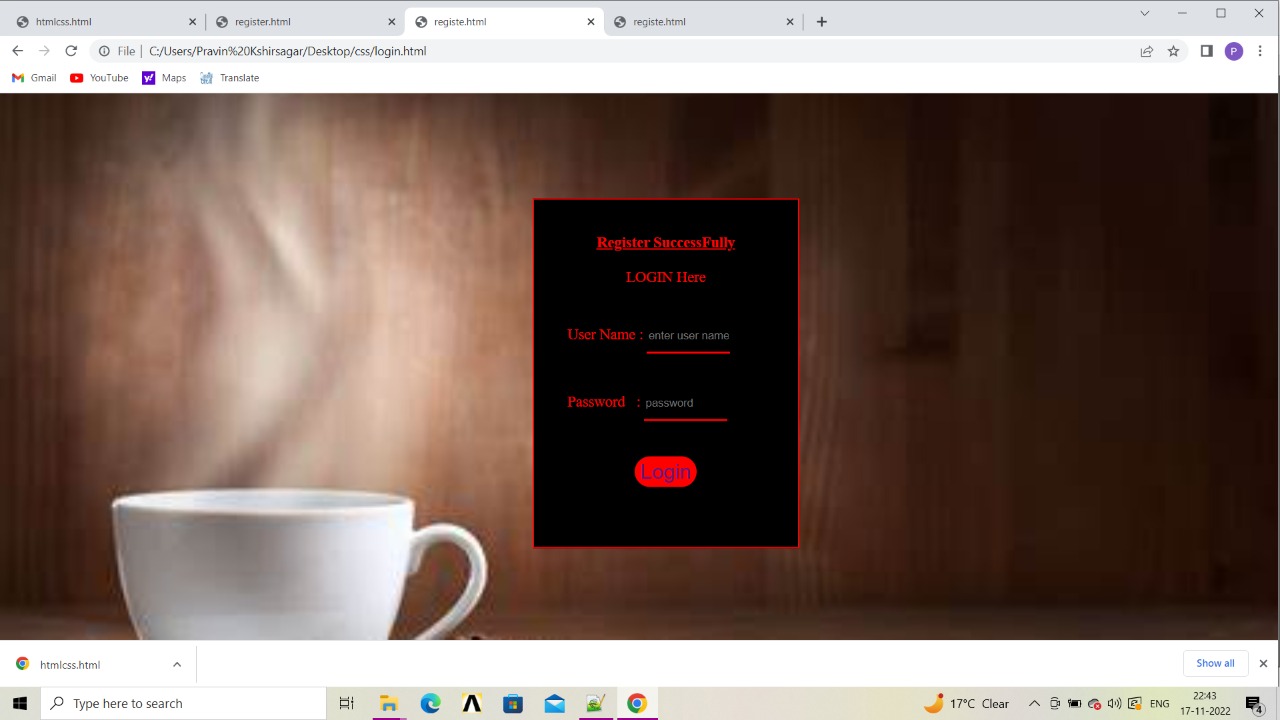 htmlcss.html
register.html
registe.html
registe.html
File
C:/Users/Pravin%20Kshirsagar/Desktop/css/login.html
P
Gmail
YouTube
y!
Maps
Translate
Register SuccessFully
LOGIN Here
User Name : enter user name
Password : password
Login
htmlcss.html
Show all
Type here to search
17°C Clear
ENG
22:43
17-11-2022
4